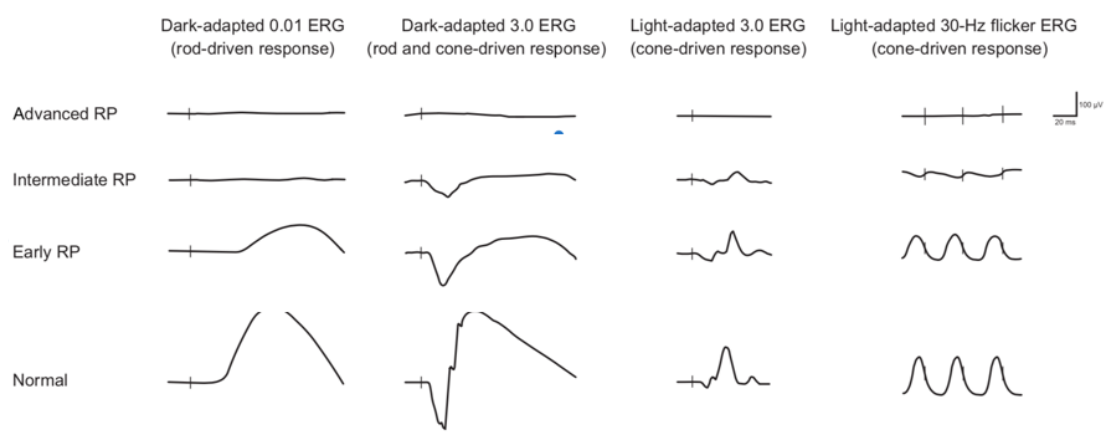 Dark-adapted 0.01 ERG
(rod-driven response)
Dark-adapted 3.0 ERG
(rod and cone-driven response)
Light-adapted 3.0 ERG
(cone-driven response)
Light-adapted 30-Hz flicker ERG
(cone-driven response)
Advanced RP
100 µV
20 ms
Intermediate RP
Early RP
Normal